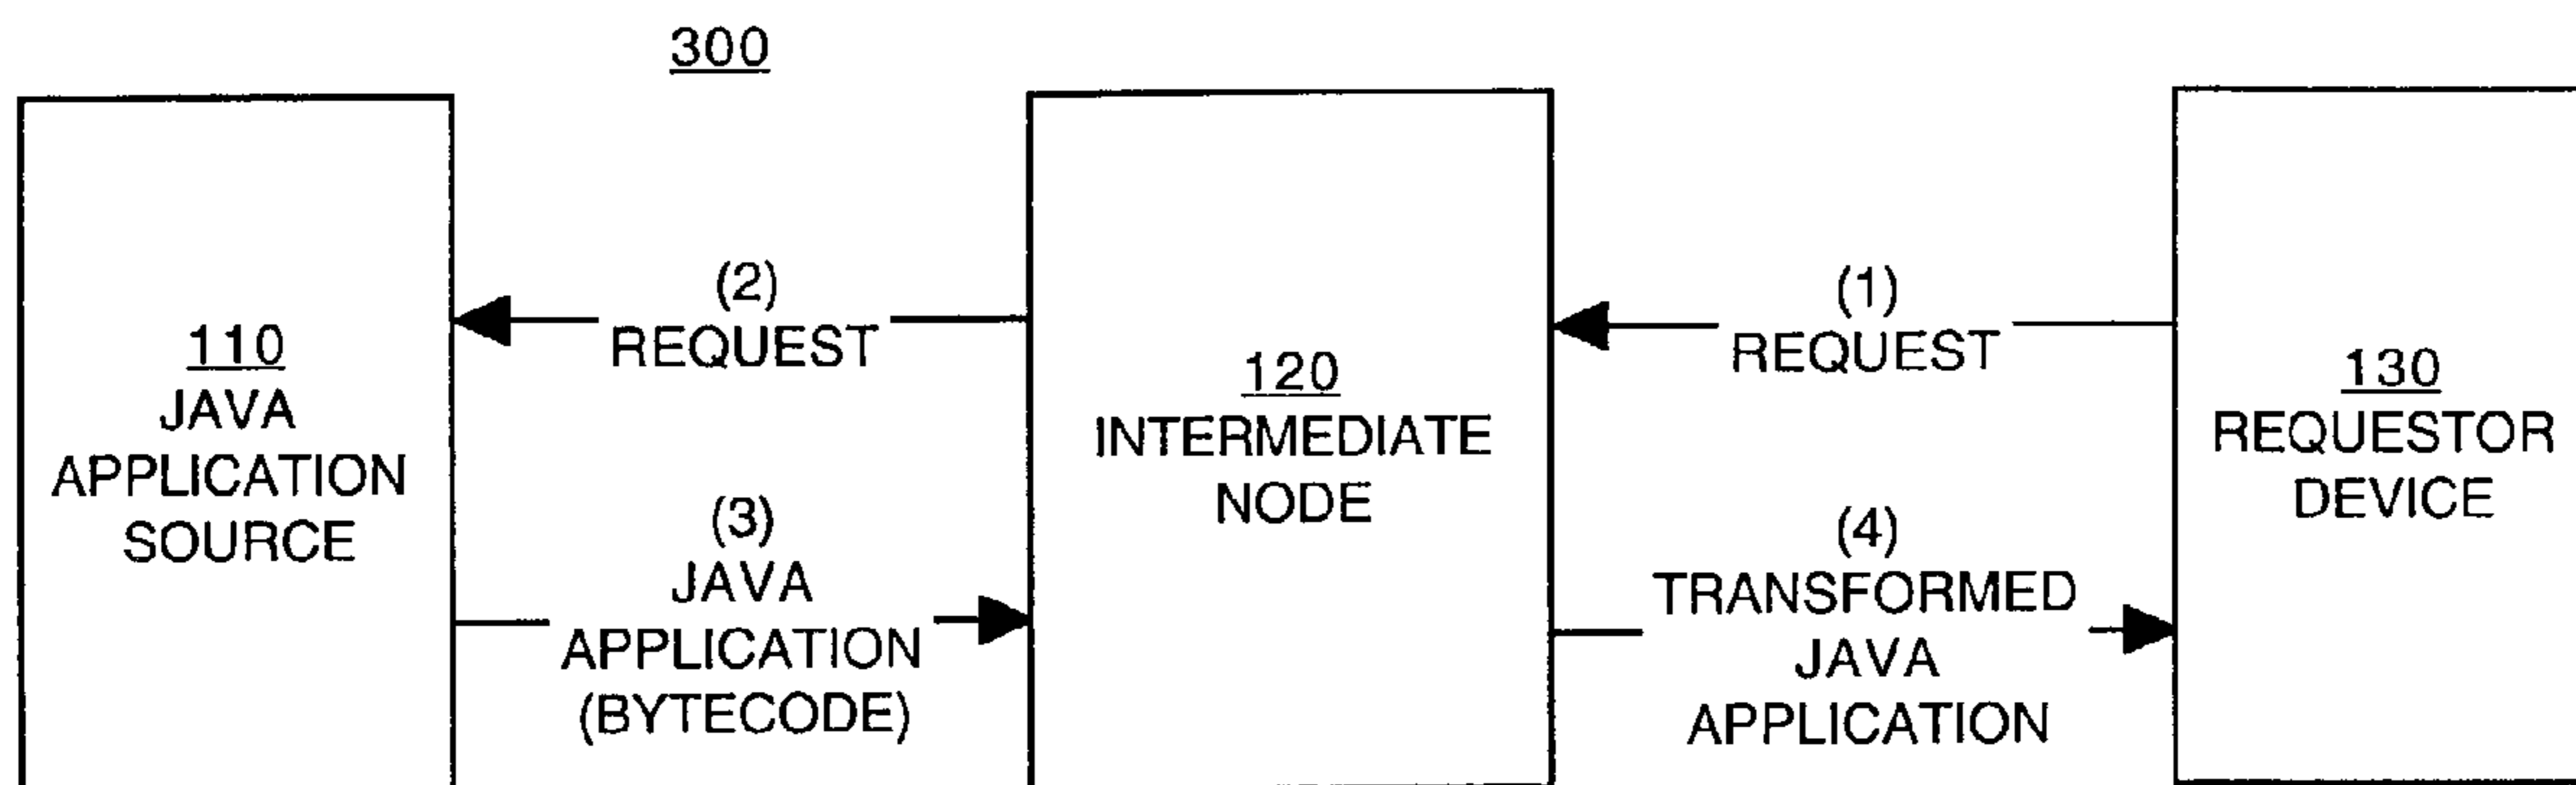 300
110
JAVA
APPLICATION
SOURCE
(2)
REQUEST
(3)
JAVA
APPLICATION
(BYTECODE)
120
INTERMEDIATE
NODE
(1)
REQUEST
(4)
TRANSFORMED
JAVA
APPLICATION
130
REQUESTOR
DEVICE